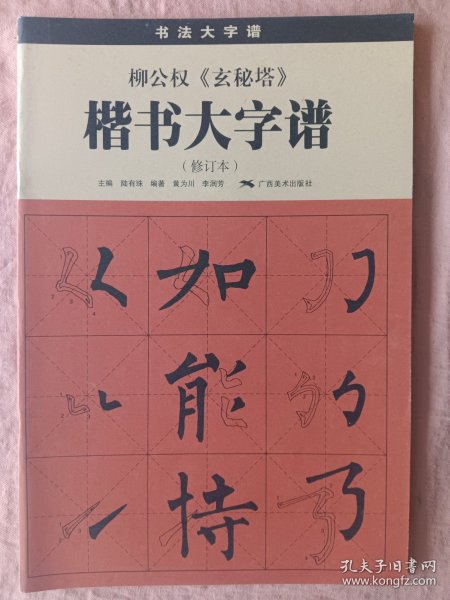 书法大字谱
柳公权《玄秘塔》
楷书大字谱
（修订本）
主编 陆有珠 编著 黄为川 李润芳 广西美术出版社
如
能
持
孔夫子旧书网
www.kongfz.com